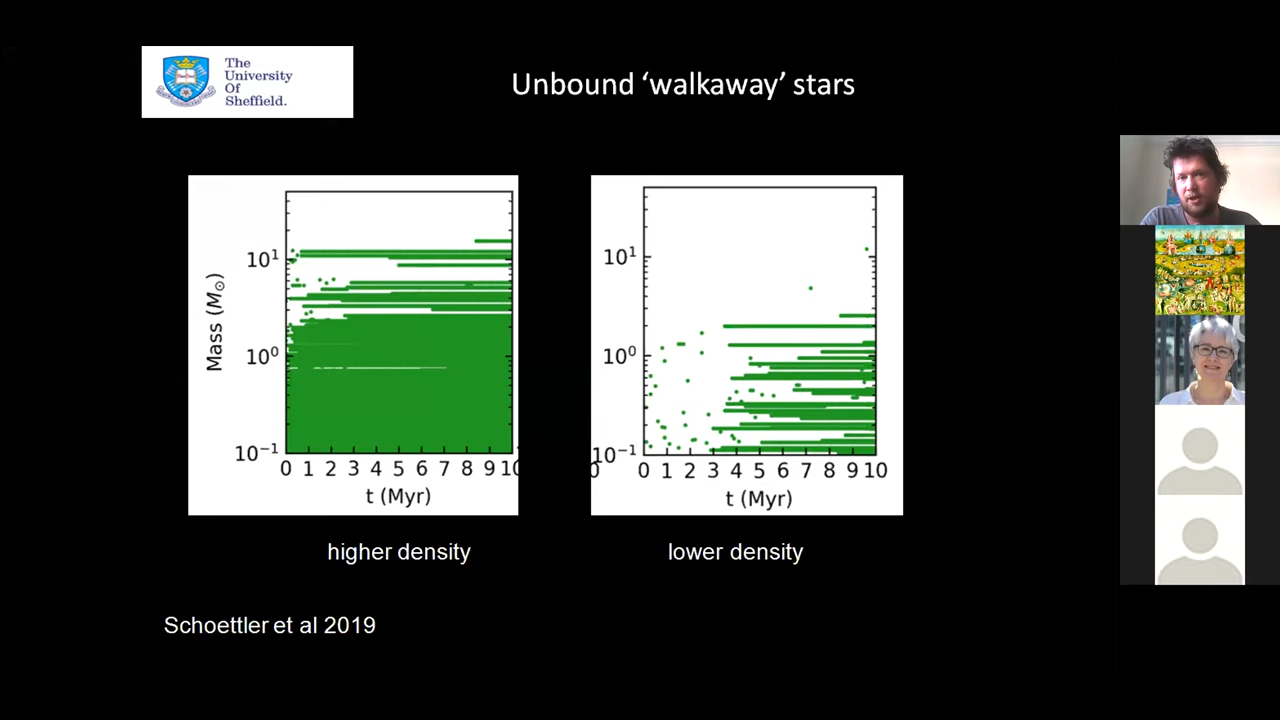 The
University
Of
Sheffield.
Unbound ‘walkaway’ stars
Mass (M⊙)
10¹
10⁰
10⁻¹
0 1 2 3 4 5 6 7 8 9 10
t (Myr)
higher density
10¹
10⁰
10⁻¹
0 0 1 2 3 4 5 6 7 8 9 10
t (Myr)
lower density
Schoettler et al 2019